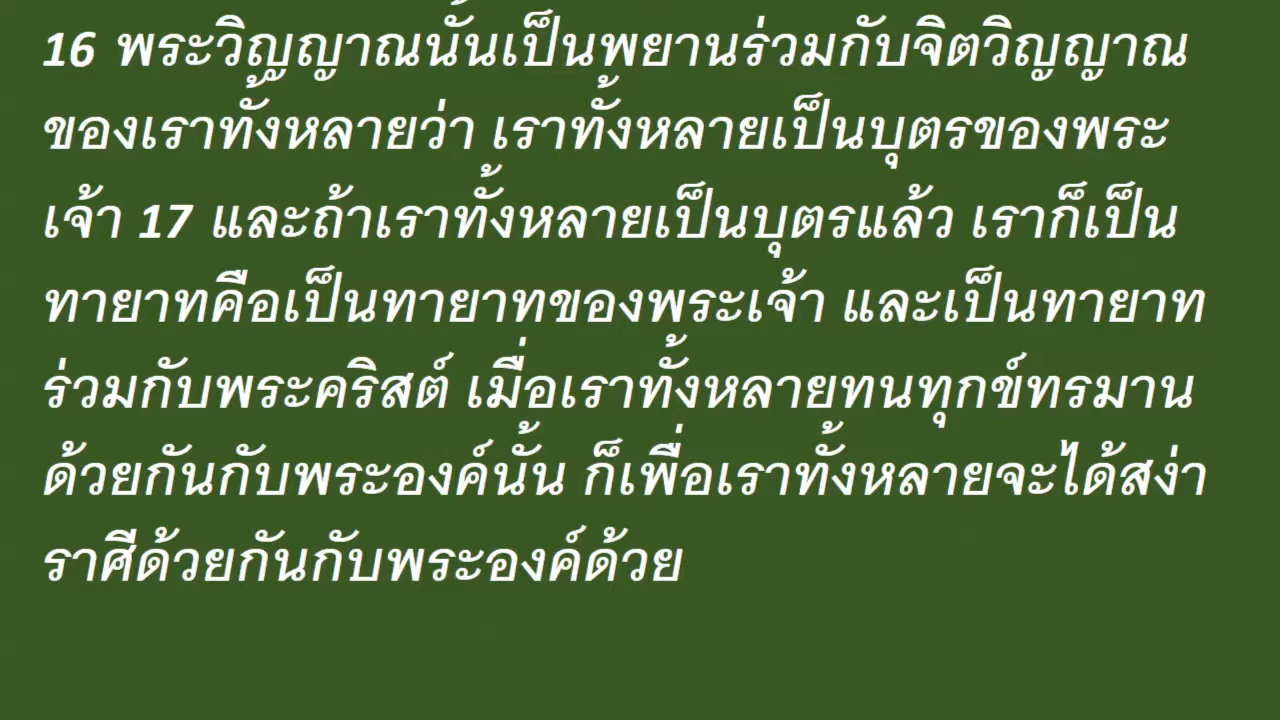 16 พระวิญญาณนั้นเป็นพยานร่วมกับจิตวิญญาณ
ของเราทั้งหลายว่า เราทั้งหลายเป็นบุตรของพระ
เจ้า 17 และถ้าเราทั้งหลายเป็นบุตรแล้ว เราก็เป็น
ทายาทคือเป็นทายาทของพระเจ้า และเป็นทายาท
ร่วมกับพระคริสต์ เมื่อเราทั้งหลายทนทุกข์ทรมาน
ด้วยกันกับพระองค์นั้น ก็เพื่อเราทั้งหลายจะได้สง่า
ราศีด้วยกันกับพระองค์ด้วย